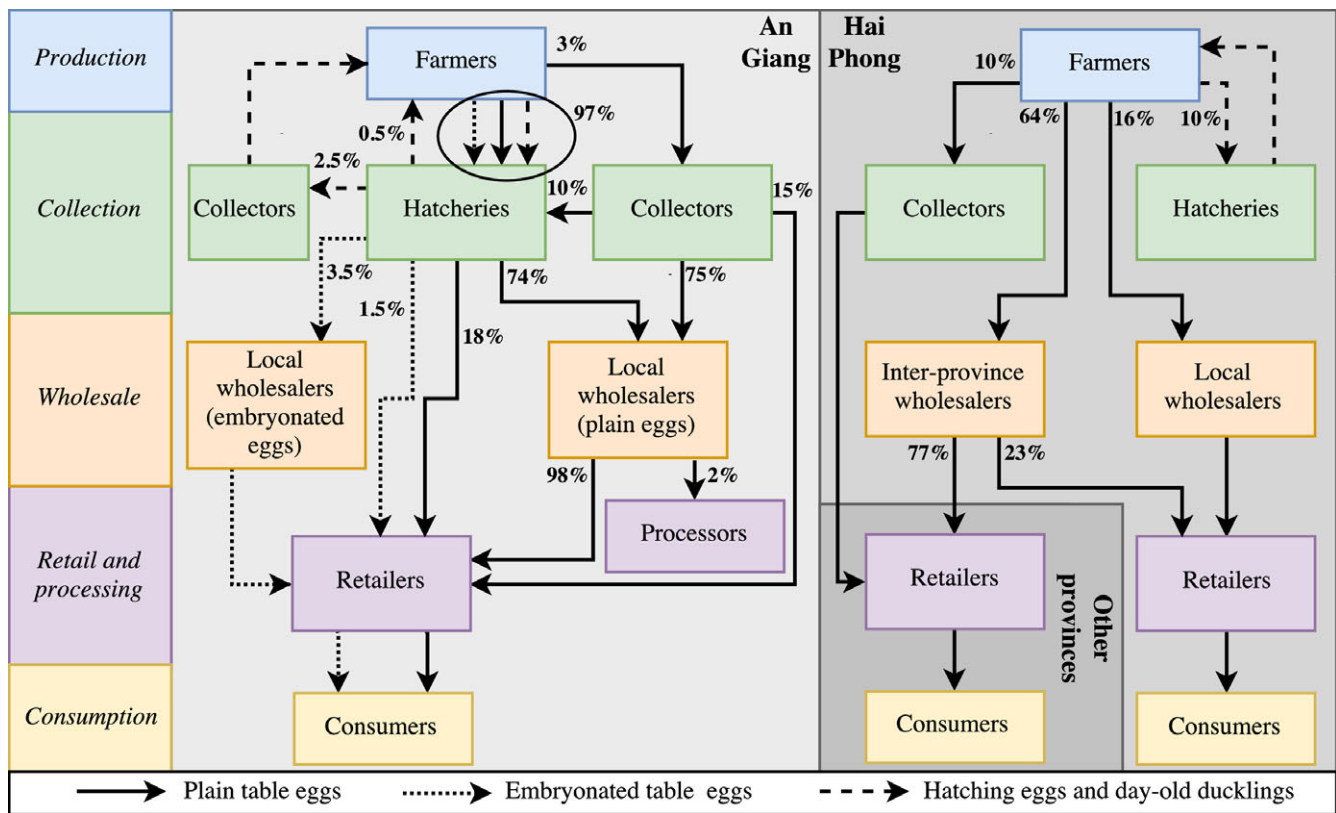 Production
Collection
Wholesale
Retail and
processing
Consumption
An
Giang
Farmers
3%
97%
0.5%
2.5%
Collectors
Hatcheries
10%
Collectors
15%
3.5%
1.5%
18%
74%
75%
Local
wholesalers
(embryonated
eggs)
Local
wholesalers
(plain eggs)
98%
2%
Processors
Retailers
Consumers
Hai
Phong
10%
Farmers
64%
16%
10%
Collectors
Hatcheries
Inter-province
wholesalers
Local
wholesalers
77%
23%
Retailers
Other
provinces
Retailers
Consumers
Consumers
Plain table eggs
Embryonated table eggs
Hatching eggs and day-old ducklings